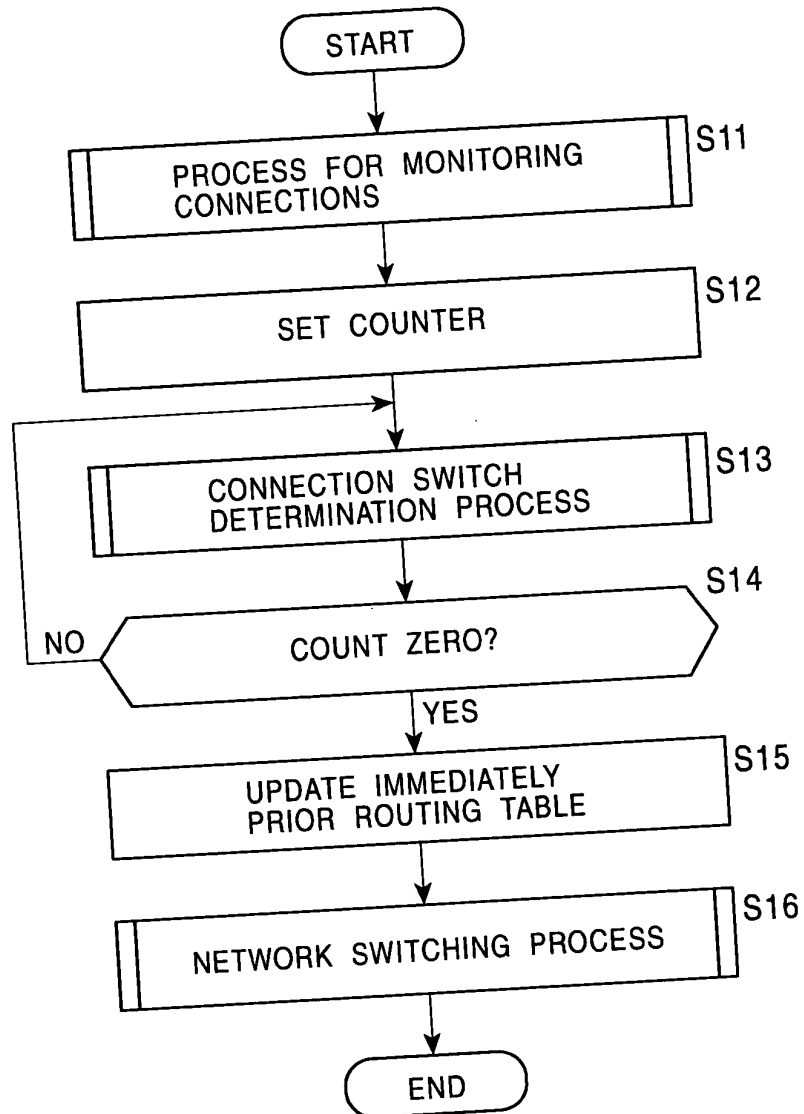 START
PROCESS FOR MONITORING
CONNECTIONS
S11
SET COUNTER
S12
CONNECTION SWITCH
DETERMINATION PROCESS
S13
COUNT ZERO?
S14
NO
YES
UPDATE IMMEDIATELY
PRIOR ROUTING TABLE
S15
NETWORK SWITCHING PROCESS
S16
END